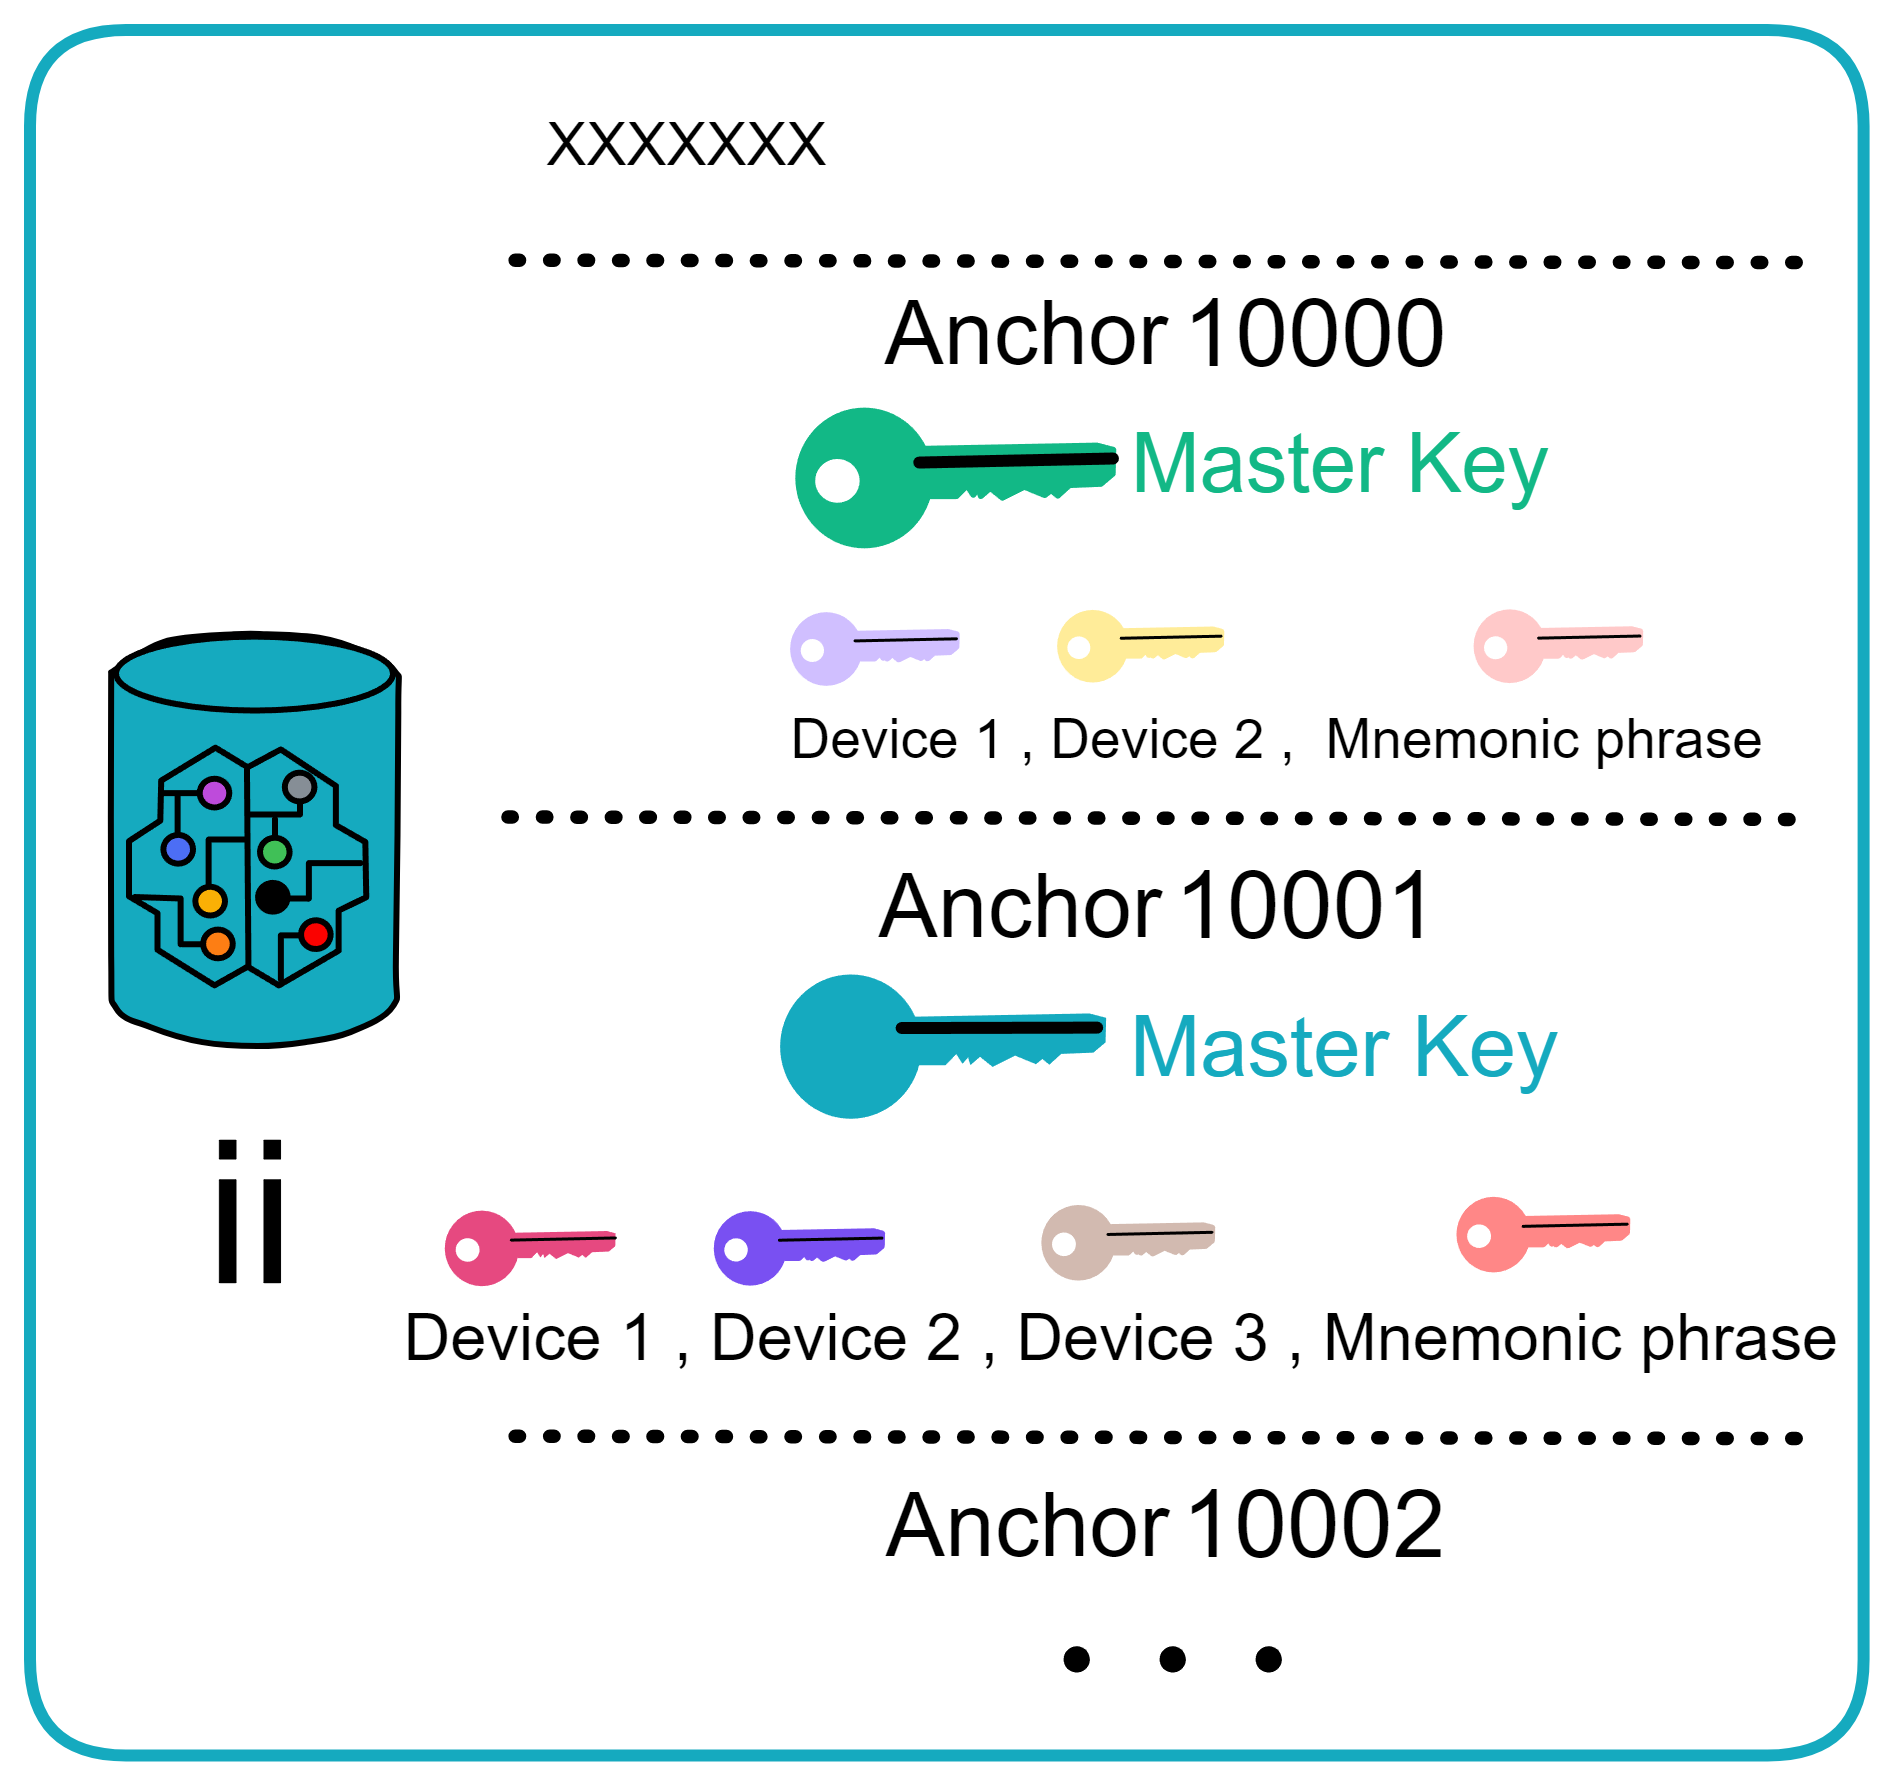 XXXXXXX
Anchor 10000
Master Key
Device 1 , Device 2 , Mnemonic phrase
Anchor 10001
Master Key
ii
Device 1 , Device 2 , Device 3 , Mnemonic phrase
Anchor 10002
• • •